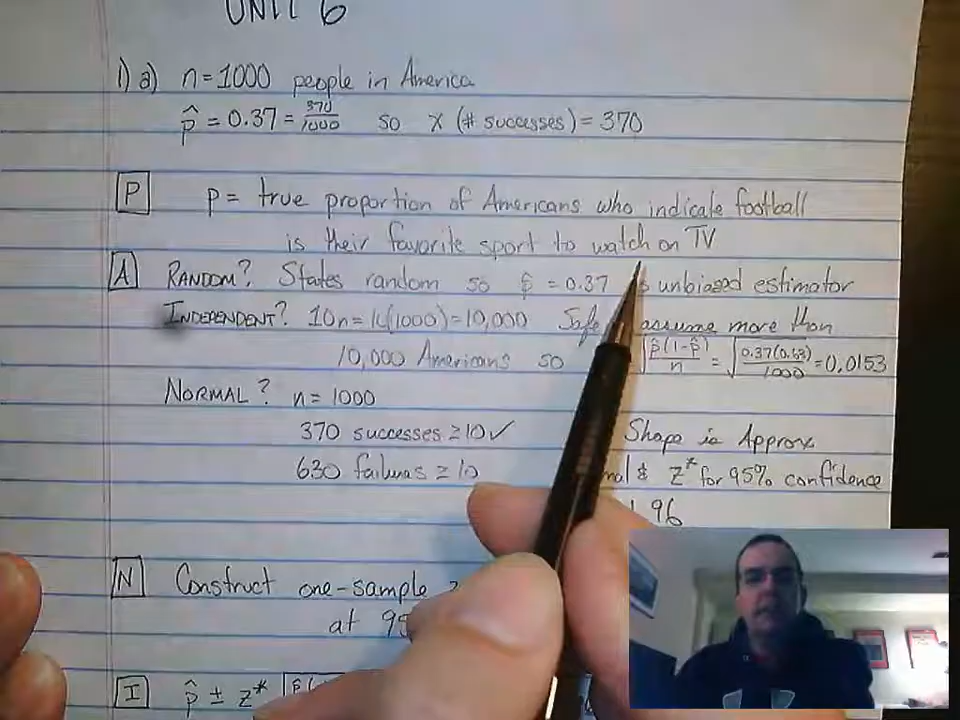 UNIT 6
1) a) n = 1000 people in America
p̂ = 0.37 = 370/1000 so x (# successes) = 370
P p = true proportion of Americans who indicate football
is their favorite sport to watch on TV
A RANDOM? States random so p̂ = 0.37 unbiased estimator
INDEPENDENT? 10n = 10(1000) = 10,000 Safe assume more than
10,000 Americans so √(p̂(1-p̂)/n) = √(0.37(0.63)/1000) = 0.0153
NORMAL? n = 1000
370 successes ≥ 10 ✓ Shape is Approx
630 failures ≥ 10 & z* for 95% confidence
96
N Construct one-sample
at
I p̂ ± z*